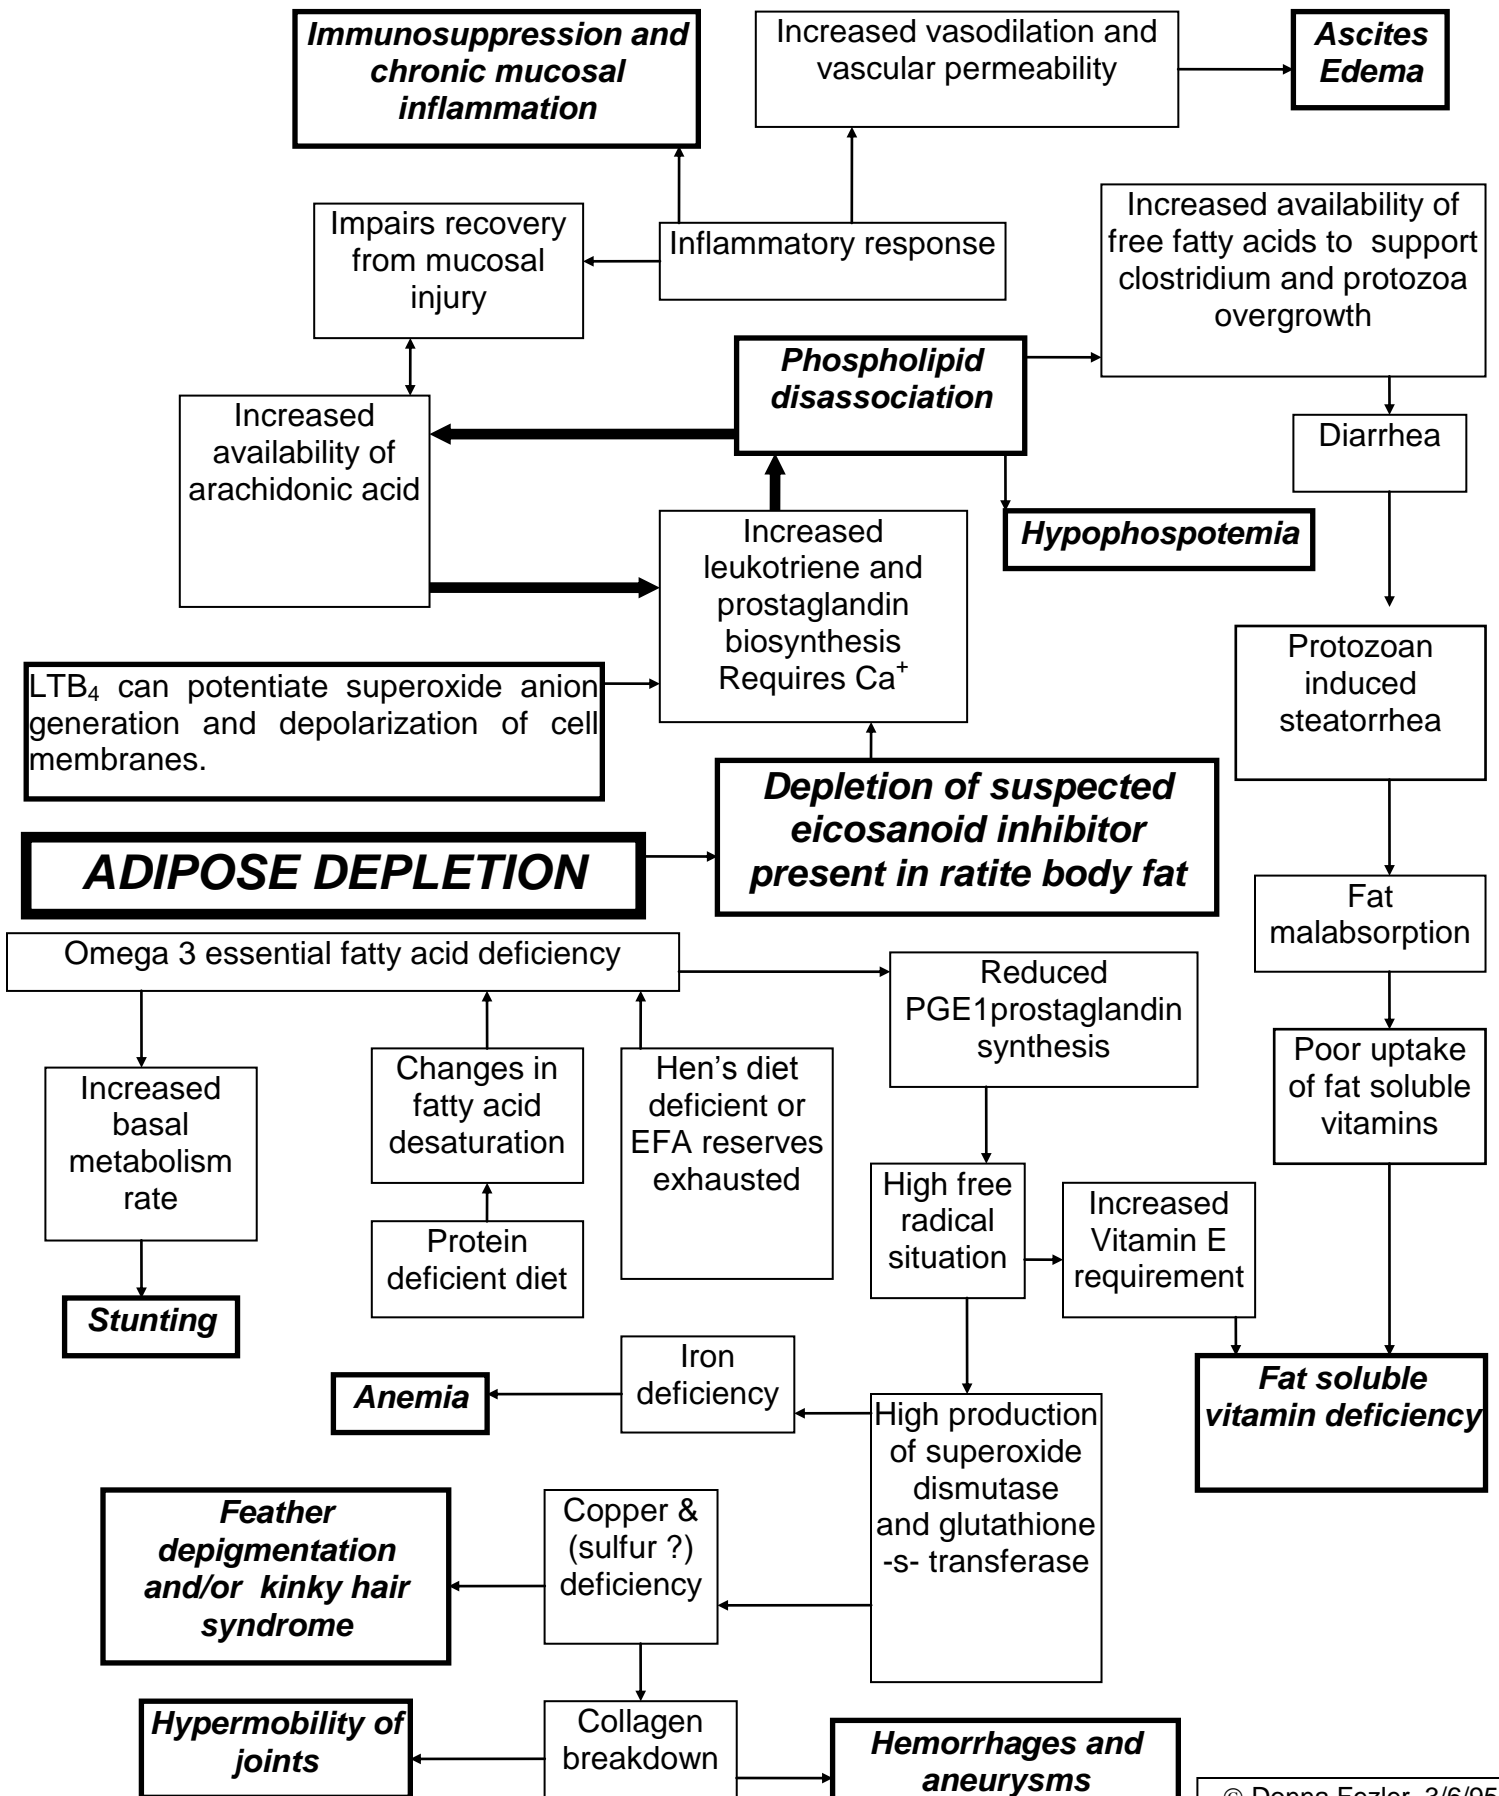 Immunosuppression and
chronic mucosal
inflammation
Increased vasodilation and
vascular permeability
Ascites
Edema
Impairs recovery
from mucosal
injury
Inflammatory response
Increased availability of
free fatty acids to support
clostridium and protozoa
overgrowth
Phospholipid
disassociation
Increased
availability of
arachidonic acid
Diarrhea
Increased
leukotriene and
prostaglandin
biosynthesis
Requires Ca⁺
Hypophospotemia
Protozoan
induced
steatorrhea
LTB₄ can potentiate superoxide anion
generation and depolarization of cell
membranes.
Depletion of suspected
eicosanoid inhibitor
present in ratite body fat
ADIPOSE DEPLETION
Fat
malabsorption
Omega 3 essential fatty acid deficiency
Reduced
PGE1prostaglandin
synthesis
Poor uptake
of fat soluble
vitamins
Increased
basal
metabolism
rate
Changes in
fatty acid
desaturation
Hen's diet
deficient or
EFA reserves
exhausted
High free
radical
situation
Increased
Vitamin E
requirement
Protein
deficient diet
Stunting
Iron
deficiency
Anemia
Fat soluble
vitamin deficiency
High production
of superoxide
dismutase
and glutathione
-s- transferase
Feather
depigmentation
and/or kinky hair
syndrome
Copper &
(sulfur ?)
deficiency
Hypermobility of
joints
Collagen
breakdown
Hemorrhages and
aneurysms
© Donna Fezler 3/6/95